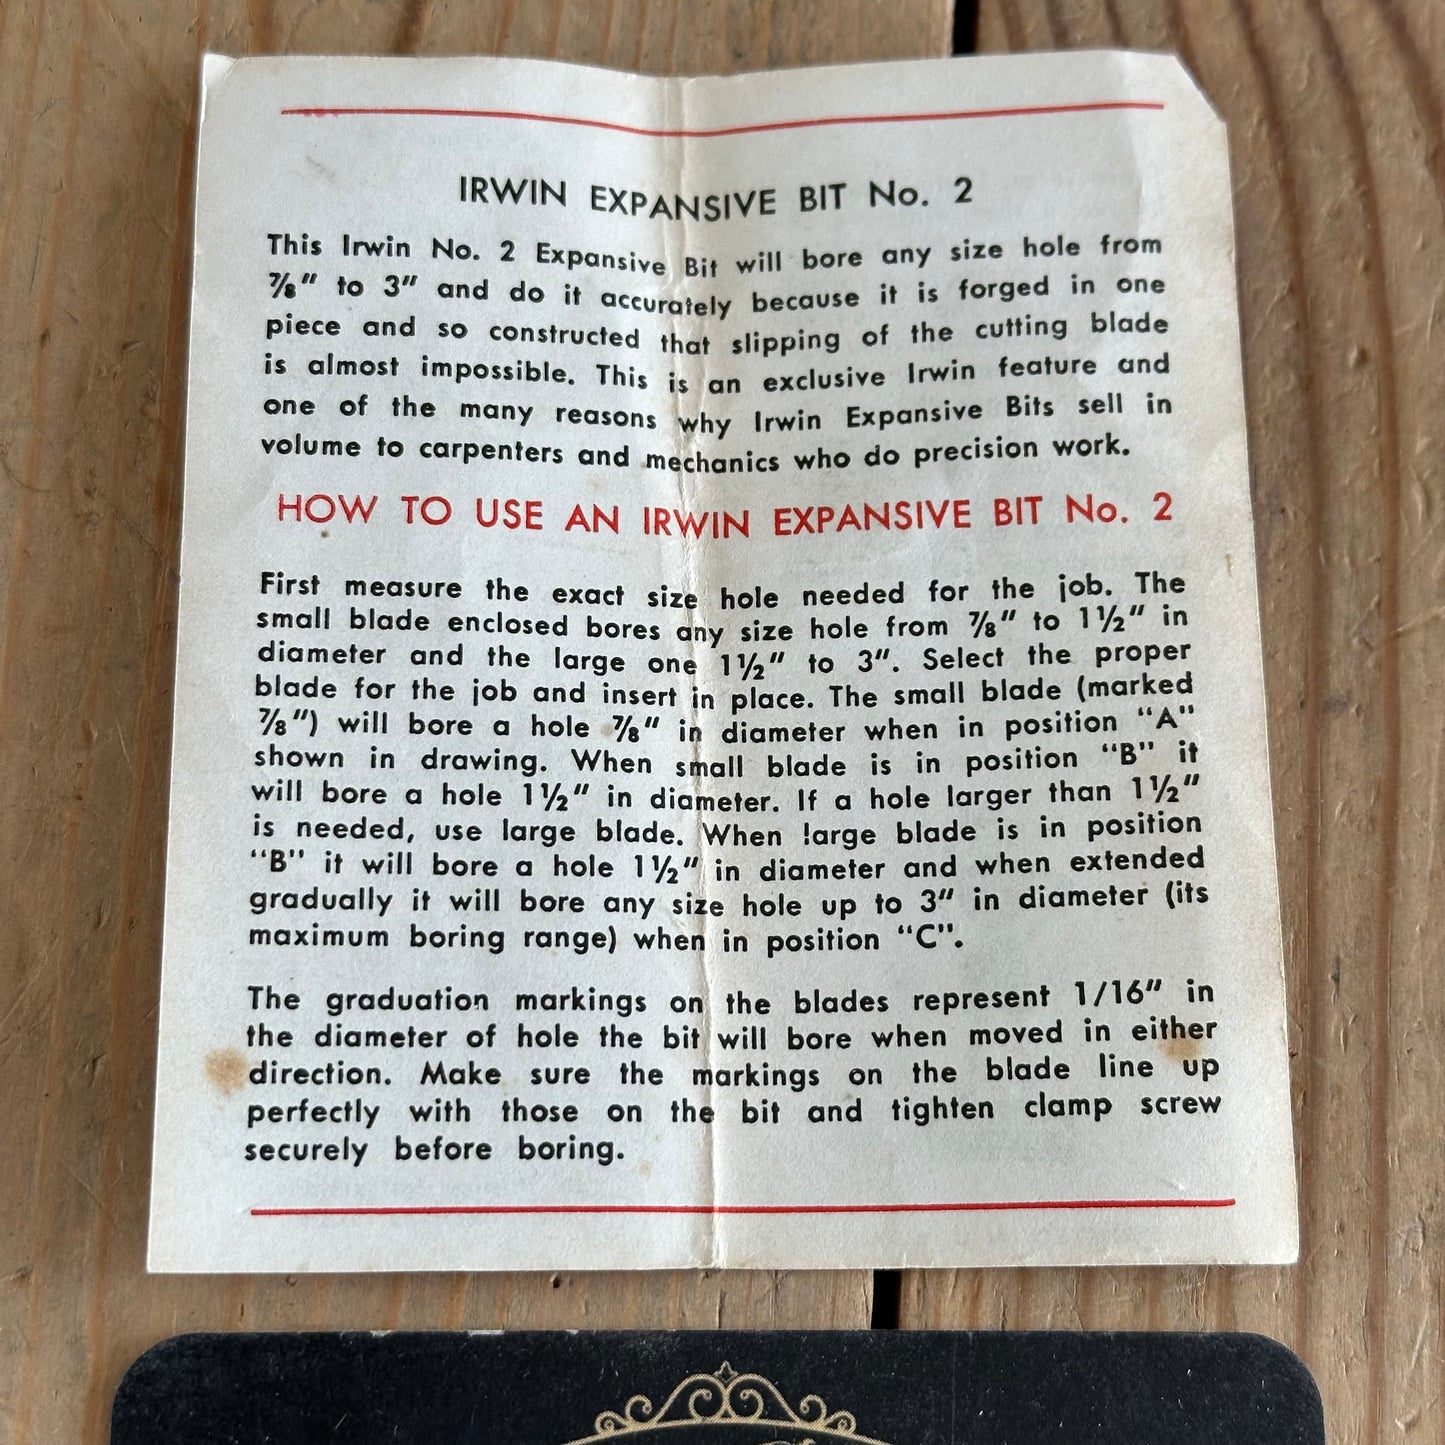 IRWIN EXPANSIVE BIT No. 2
This Irwin No. 2 Expansive Bit will bore any size hole from
⅞" to 3" and do it accurately because it is forged in one
piece and so constructed that slipping of the cutting blade
is almost impossible. This is an exclusive Irwin feature and
one of the many reasons why Irwin Expansive Bits sell in
volume to carpenters and mechanics who do precision work.
HOW TO USE AN IRWIN EXPANSIVE BIT No. 2
First measure the exact size hole needed for the job. The
small blade enclosed bores any size hole from ⅞" to 1½" in
diameter and the large one 1½" to 3". Select the proper
blade for the job and insert in place. The small blade (marked
⅞") will bore a hole ⅞" in diameter when in position "A"
shown in drawing. When small blade is in position "B" it
will bore a hole 1½" in diameter. If a hole larger than 1½"
is needed, use large blade. When large blade is in position
"B" it will bore a hole 1½" in diameter and when extended
gradually it will bore any size hole up to 3" in diameter (its
maximum boring range) when in position "C".
The graduation markings on the blades represent 1/16" in
the diameter of hole the bit will bore when moved in either
direction. Make sure the markings on the blade line up
perfectly with those on the bit and tighten clamp screw
securely before boring.